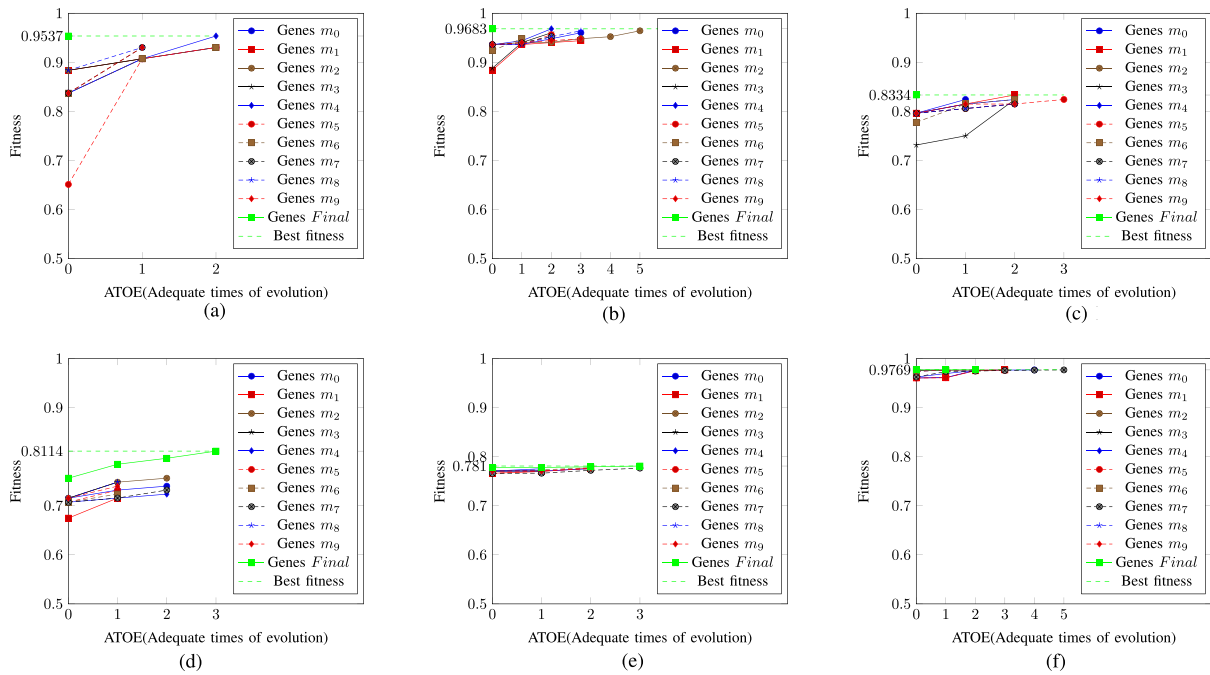 1
0.9537
0.9
0.8
0.7
0.6
0.5
Fitness
0
1
2
ATOE(Adequate times of evolution)
Genes m0
Genes m1
Genes m2
Genes m3
Genes m4
Genes m5
Genes m6
Genes m7
Genes m8
Genes m9
Genes Final
Best fitness
(a)
1
0.9683
0.9
0.8
0.7
0.6
0.5
Fitness
0
1
2
3
4
5
ATOE(Adequate times of evolution)
Genes m0
Genes m1
Genes m2
Genes m3
Genes m4
Genes m5
Genes m6
Genes m7
Genes m8
Genes m9
Genes Final
Best fitness
(b)
1
0.9
0.8334
0.8
0.7
0.6
0.5
Fitness
0
1
2
3
ATOE(Adequate times of evolution)
Genes m0
Genes m1
Genes m2
Genes m3
Genes m4
Genes m5
Genes m6
Genes m7
Genes m8
Genes m9
Genes Final
Best fitness
(c)
1
0.9
0.8114
0.7
0.6
0.5
Fitness
0
1
2
3
ATOE(Adequate times of evolution)
Genes m0
Genes m1
Genes m2
Genes m3
Genes m4
Genes m5
Genes m6
Genes m7
Genes m8
Genes m9
Genes Final
Best fitness
(d)
1
0.9
0.8
0.781
0.7
0.6
0.5
Fitness
0
1
2
3
ATOE(Adequate times of evolution)
Genes m0
Genes m1
Genes m2
Genes m3
Genes m4
Genes m5
Genes m6
Genes m7
Genes m8
Genes m9
Genes Final
Best fitness
(e)
1
0.9769
0.9
0.8
0.7
0.6
0.5
Fitness
0
1
2
3
4
5
ATOE(Adequate times of evolution)
Genes m0
Genes m1
Genes m2
Genes m3
Genes m4
Genes m5
Genes m6
Genes m7
Genes m8
Genes m9
Genes Final
Best fitness
(f)